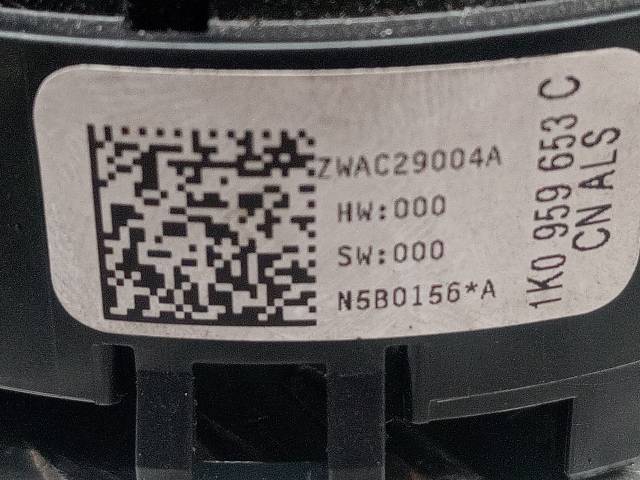 ZWAC29004A
HW:000
SW:000
N5B0156*A
1K0 959 653 C
CN ALS